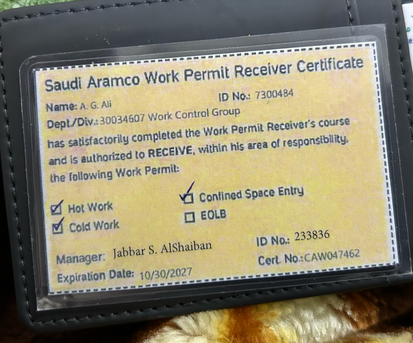 Saudi Aramco Work Permit Receiver Certificate
Name: A. G. Ali ID No.: 7300484
Dept./Div.: 30034607 Work Control Group
has satisfactorily completed the Work Permit Receiver's course
and is authorized to RECEIVE, within his area of responsibility,
the following Work Permit:
Hot Work Confined Space Entry
Cold Work EOLB
Manager: Jabbar S. AlShaiban ID No.: 233836
Expiration Date: 10/30/2027 Cert. No.: CAW047462